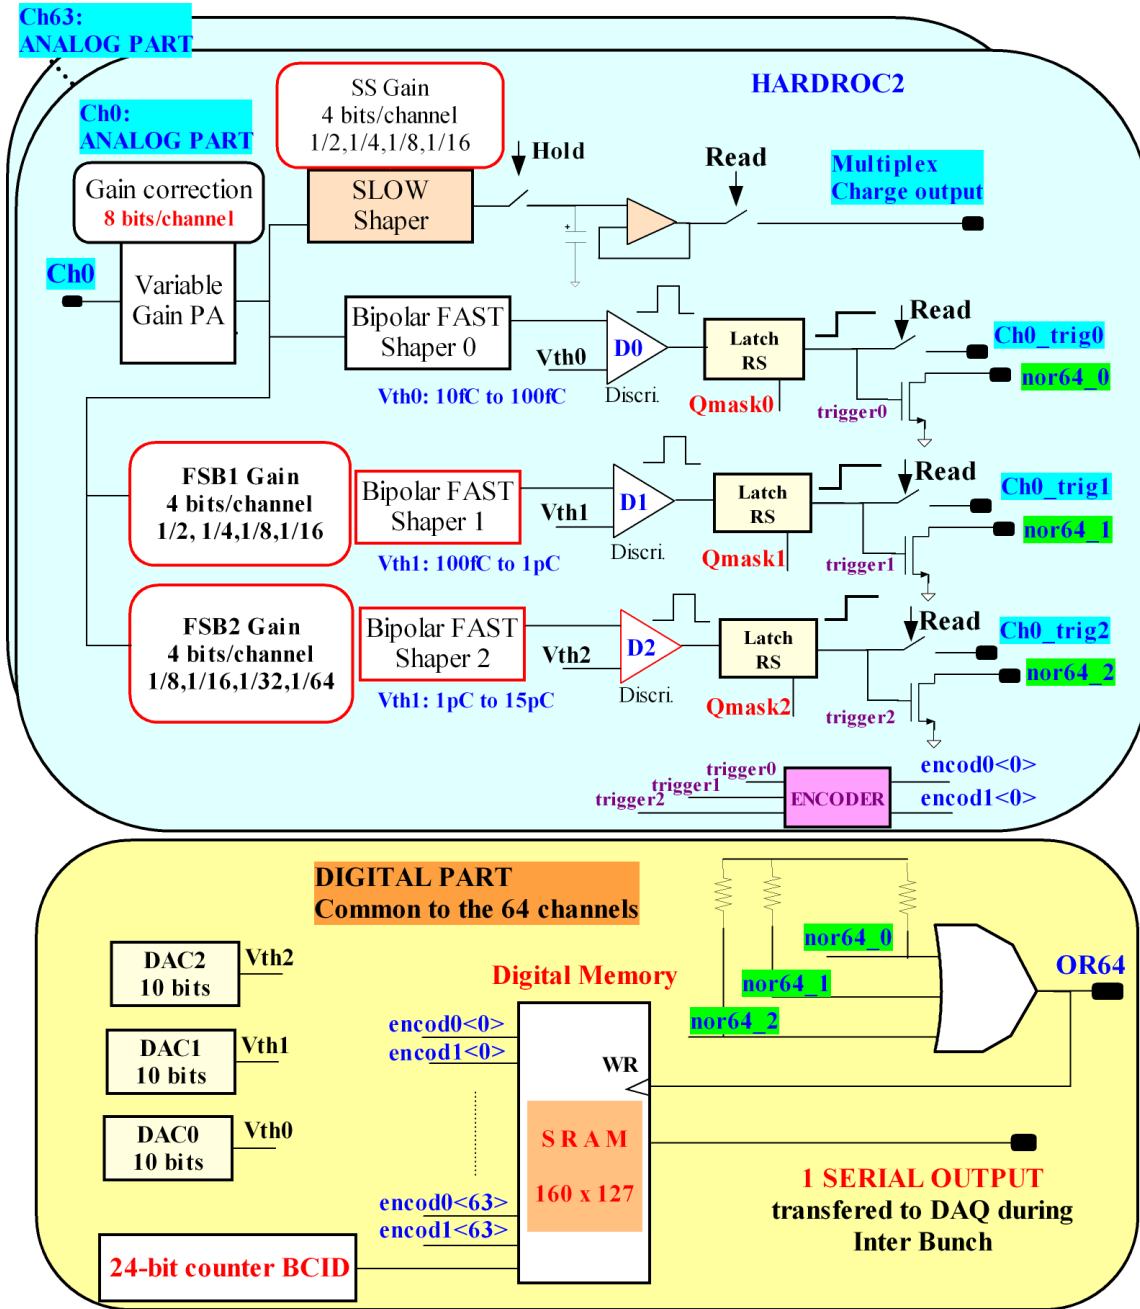 Ch63:
ANALOG PART
HARDROC2
SS Gain
4 bits/channel
1/2,1/4,1/8,1/16
Ch0:
ANALOG PART
Gain correction
8 bits/channel
SLOW
Shaper
Hold
Read
Multiplex
Charge output
+
Ch0
Variable
Gain PA
Bipolar FAST
Shaper 0
Vth0
D0
Discri.
Latch
RS
Read
Ch0_trig0
nor64_0
Vth0: 10fC to 100fC
Qmask0
trigger0
FSB1 Gain
4 bits/channel
1/2, 1/4,1/8,1/16
Bipolar FAST
Shaper 1
Vth1
D1
Discri.
Latch
RS
Read
Ch0_trig1
nor64_1
Vth1: 100fC to 1pC
Qmask1
trigger1
FSB2 Gain
4 bits/channel
1/8,1/16,1/32,1/64
Bipolar FAST
Shaper 2
Vth2
D2
Discri.
Latch
RS
Read
Ch0_trig2
nor64_2
Vth1: 1pC to 15pC
Qmask2
trigger2
trigger0
trigger1
trigger2
ENCODER
encod0<0>
encod1<0>
DIGITAL PART
Common to the 64 channels
DAC2
10 bits
Vth2
DAC1
10 bits
Vth1
DAC0
10 bits
Vth0
Digital Memory
encod0<0>
encod1<0>
encod0<63>
encod1<63>
24-bit counter BCID
WR
S R A M
160 x 127
nor64_0
nor64_1
nor64_2
OR64
1 SERIAL OUTPUT
transfered to DAQ during
Inter Bunch